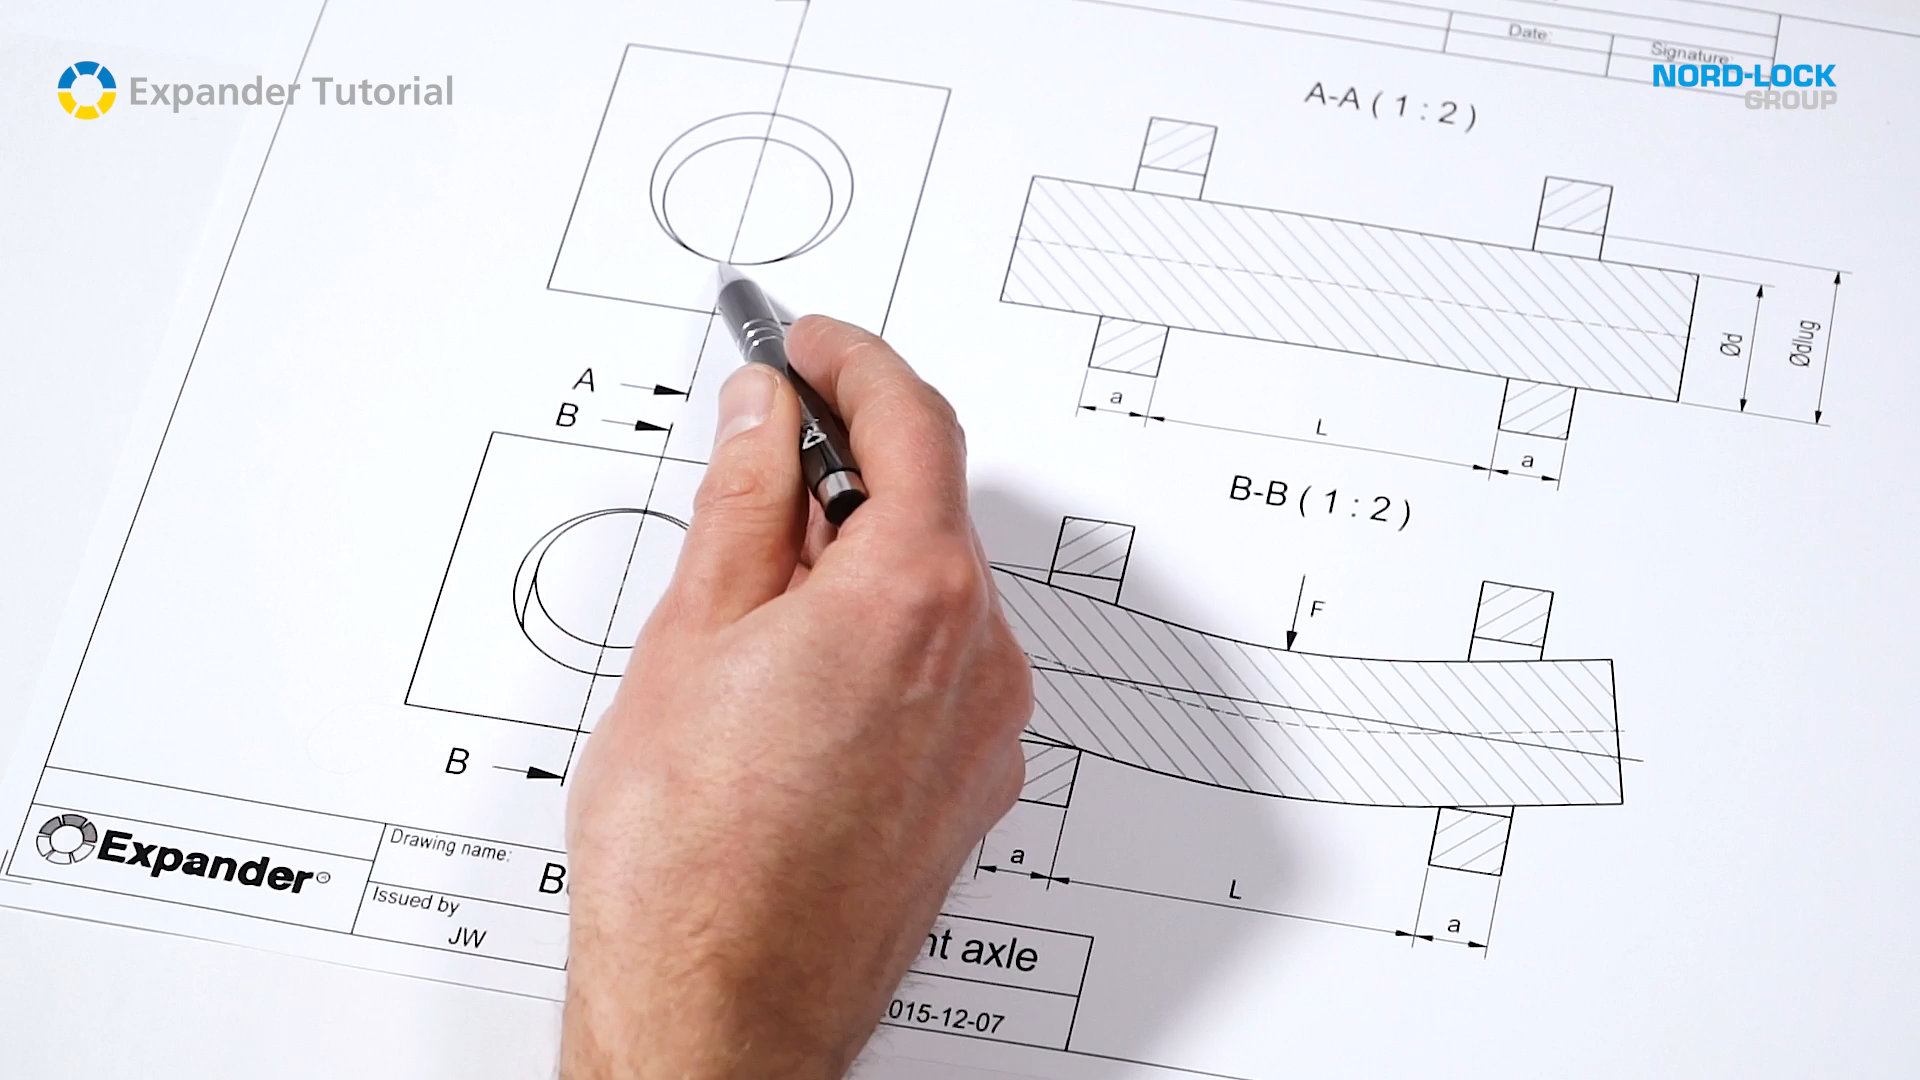 Expander Tutorial
Date:
Signature:
NORD-LOCK
GROUP
A-A ( 1 : 2 )
Ød
Ødlug
a
L
a
A
B
B-B ( 1 : 2 )
F
B
a
L
a
Expander®
Drawing name:
nt axle
Issued by
JW
015-12-07